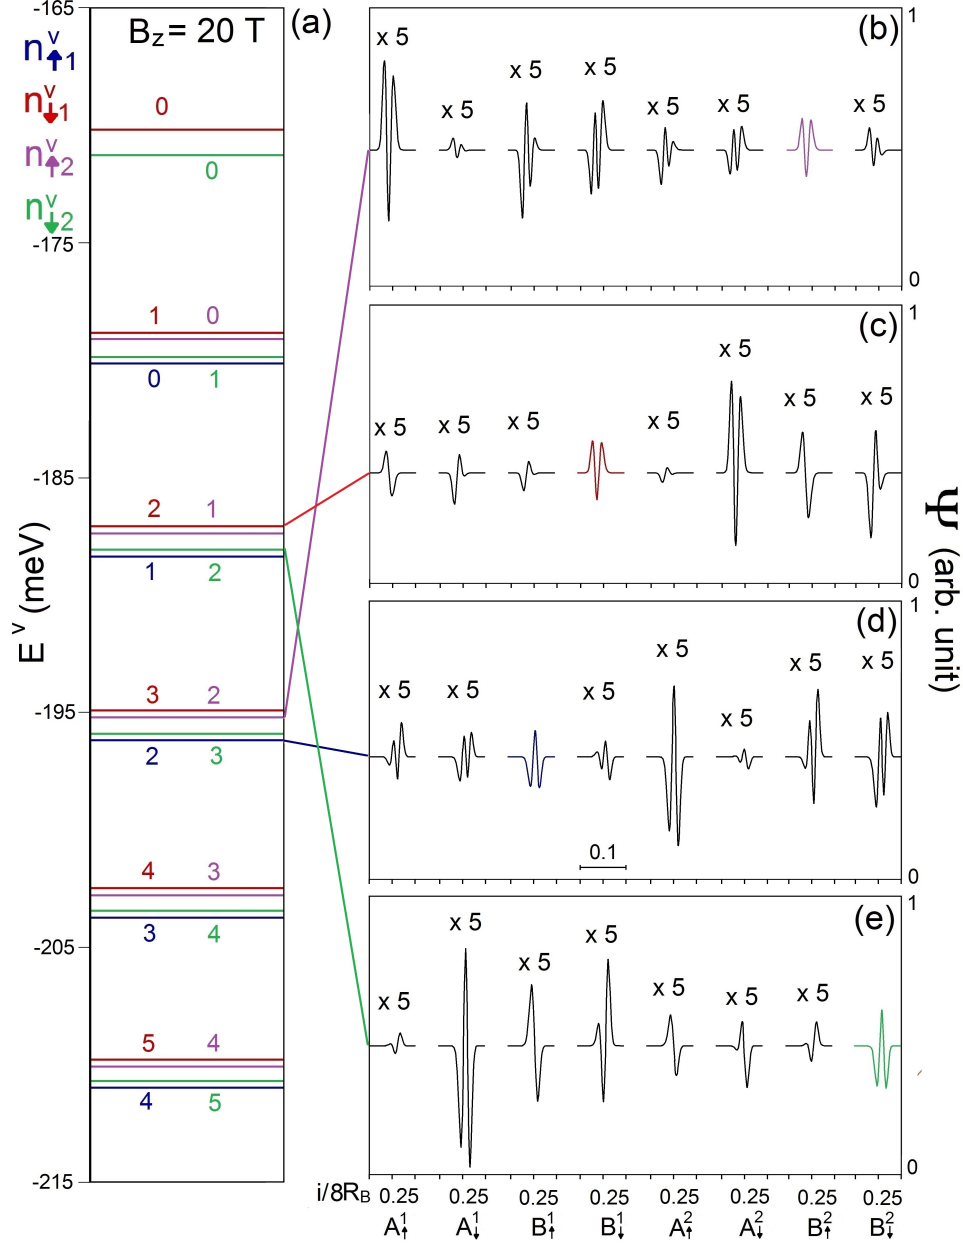 -165
B_z = 20 T
(a)
n^v_↑1
n^v_↓1
n^v_↑2
n^v_↓2
0
0
-175
1 0
0 1
-185
2 1
1 2
-195
3 2
2 3
4 3
3 4
-205
5 4
4 5
-215
E^v (meV)
(b)
1
x 5
x 5
x 5
x 5
x 5
x 5
x 5
0
(c)
1
x 5
x 5
x 5
x 5
x 5
x 5
x 5
0
(d)
x 5
x 5
x 5
x 5
x 5
x 5
x 5
0.1
0
(e)
1
x 5
x 5
x 5
x 5
x 5
x 5
x 5
0
Ψ (arb. unit)
i/8R_B 0.25 0.25 0.25 0.25 0.25 0.25 0.25 0.25
A^1_↑ A^1_↓ B^1_↑ B^1_↓ A^2_↑ A^2_↓ B^2_↑ B^2_↓
1